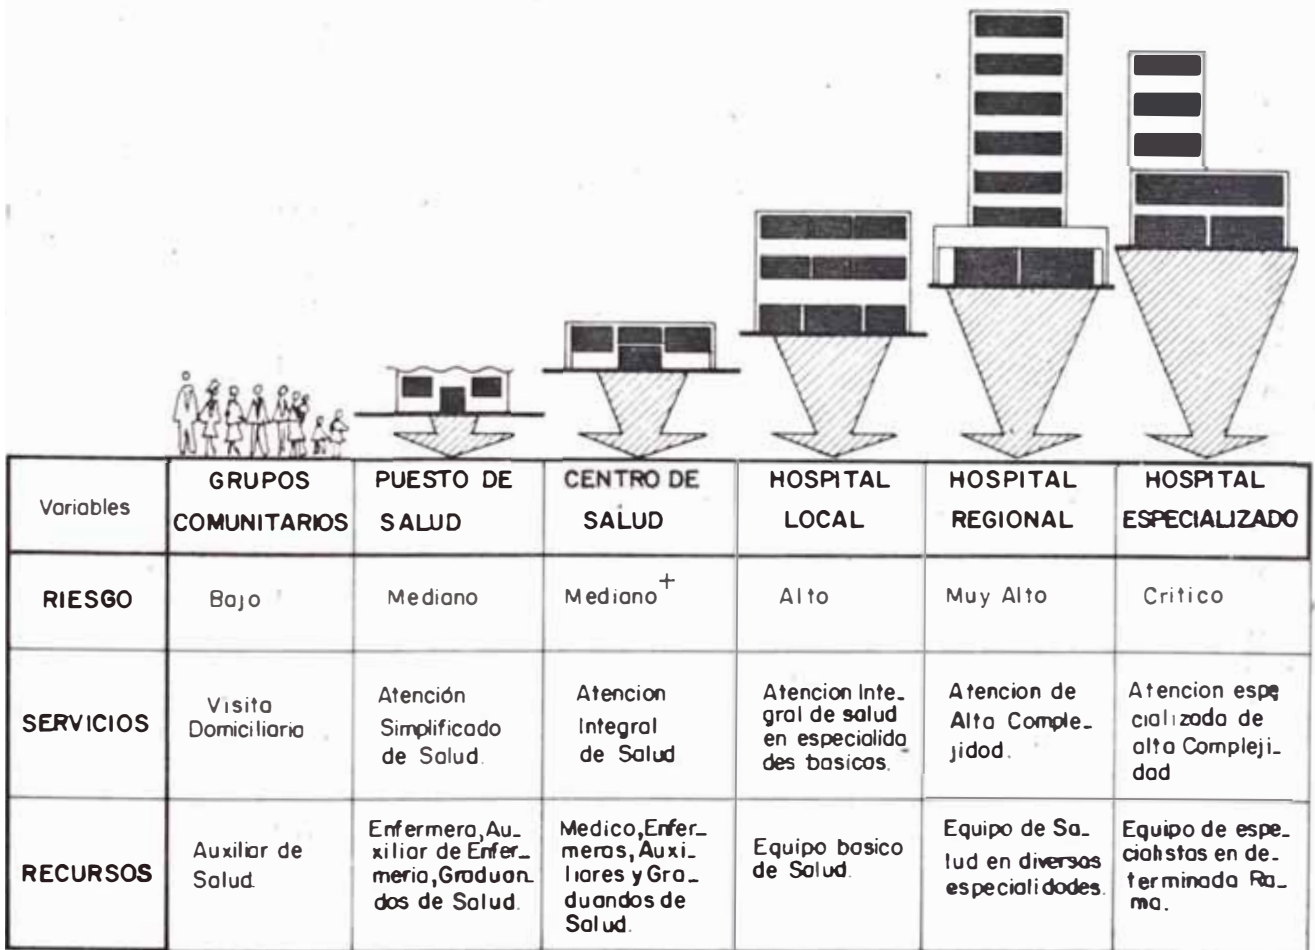 Variables
GRUPOS
COMUNITARIOS
PUESTO DE
SALUD
CENTRO DE
SALUD
HOSPITAL
LOCAL
HOSPITAL
REGIONAL
HOSPITAL
ESPECIALIZADO
RIESGO
Bajo
Mediano
Mediano +
Alto
Muy Alto
Critico
SERVICIOS
Visita
Domiciliaria
Atención
Simplificado
de Salud.
Atencion
Integral
de Salud
Atencion Inte_
gral de salud
en especialida
des basicas.
Atencion de
Alta Comple_
jidad.
Atencion espe
cializada de
alta Compleji_
dad
RECURSOS
Auxiliar de
Salud.
Enfermera, Au_
xiliar de Enfer_
meria, Graduan_
dos de Salud.
Medico, Enfer_
meras, Auxi_
liares y Gra_
duandos de
Salud.
Equipo basico
de Salud.
Equipo de Sa_
lud en diversas
especialidades.
Equipo de espe_
cialistas en de_
terminada Ra_
ma.